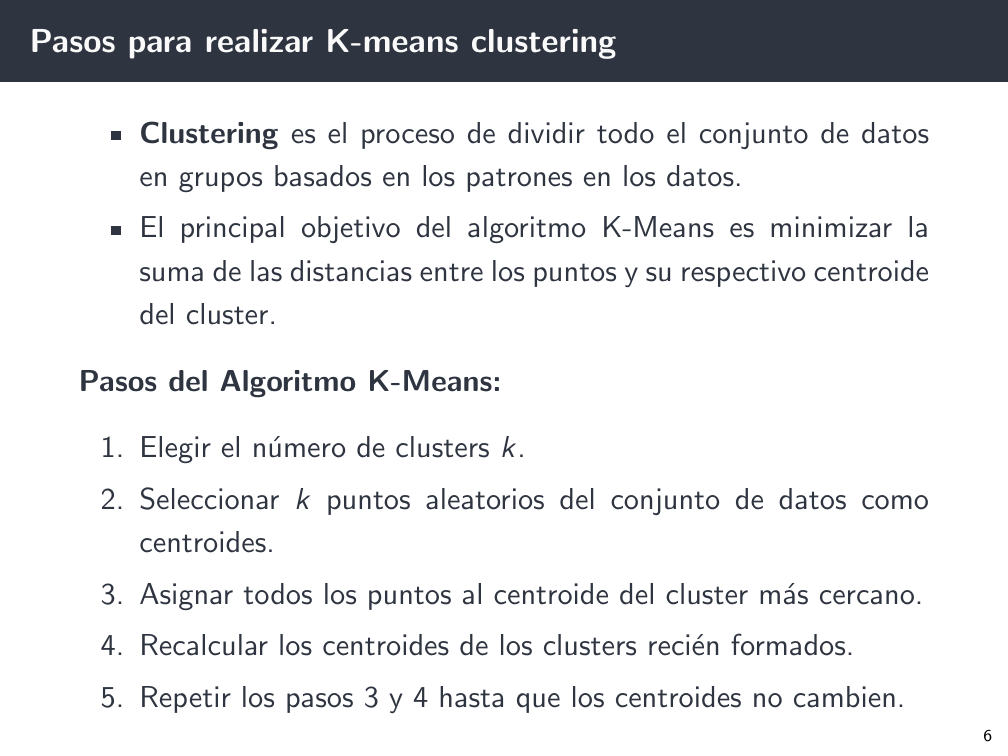 Pasos para realizar K-means clustering
▪ Clustering es el proceso de dividir todo el conjunto de datos
en grupos basados en los patrones en los datos.
▪ El principal objetivo del algoritmo K-Means es minimizar la
suma de las distancias entre los puntos y su respectivo centroide
del cluster.
Pasos del Algoritmo K-Means:
1. Elegir el número de clusters k.
2. Seleccionar k puntos aleatorios del conjunto de datos como
centroides.
3. Asignar todos los puntos al centroide del cluster más cercano.
4. Recalcular los centroides de los clusters recién formados.
5. Repetir los pasos 3 y 4 hasta que los centroides no cambien.
6